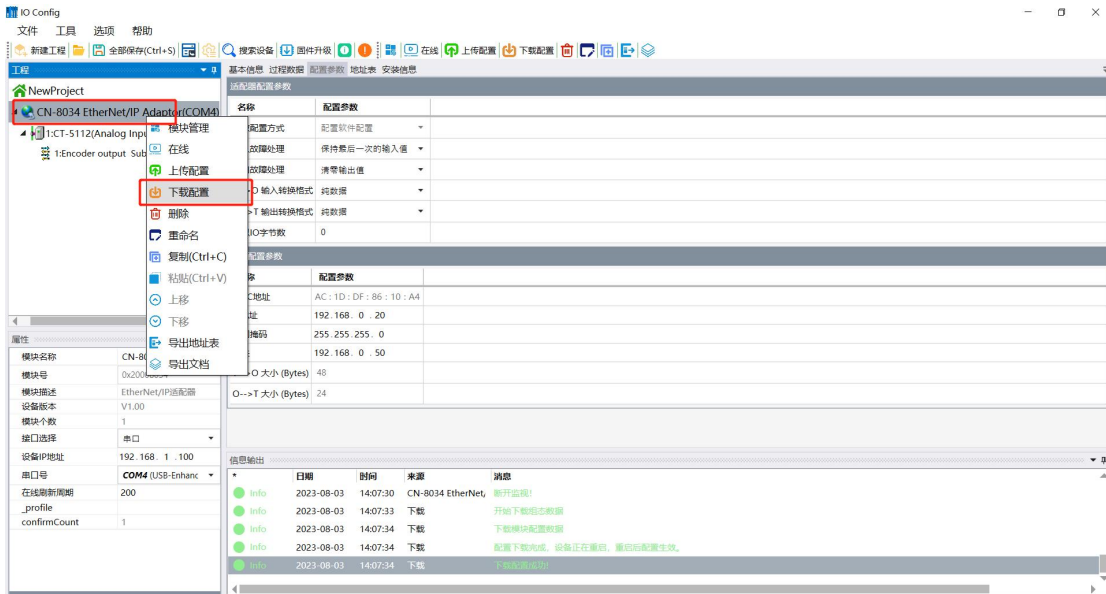 IO Config
文件 工具 选项 帮助
新建工程 全部保存(Ctrl+S) 搜索设备 固件升级 在线 上传配置 下载配置
工程
NewProject
CN-8034 EtherNet/IP Adaptor(COM4)
1:CT-5112(Analog Inpu
1:Encoder output Sub
模块管理
在线
上传配置
下载配置
删除
重命名
复制(Ctrl+C)
粘贴(Ctrl+V)
上移
下移
导出地址表
导出文档
属性
模块名称 CN-80
模块号
模块描述 EtherNet/IP适配器
设备版本 V1.00
模块个数 1
接口选择 串口
设备IP地址 192.168. 1 .100
串口号 COM4 (USB-Enhanc
在线刷新周期 200
_profile
confirmCount 1
基本信息 过程数据 配置参数 地址表 安装信息
适配器配置参数
名称 配置参数
配置方式 配置软件配置
故障处理 保持最后一次的输入值
故障处理 清零输出值
O 输入转换格式 纯数据
>T 输出转换格式 纯数据
IO字节数 0
配置参数
称 配置参数
C地址 AC : 1D : DF : 86 : 10 : A4
址 192.168. 0 .20
掩码 255.255.255. 0
192.168. 0 .50
>O 大小 (Bytes) 48
O-->T 大小 (Bytes) 24
信息输出
* 日期 时间 来源 消息
Info 2023-08-03 14:07:30 CN-8034 EtherNet, 断开监视!
Info 2023-08-03 14:07:33 下载 开始下载组态数据
Info 2023-08-03 14:07:34 下载 下载模块配置数据
Info 2023-08-03 14:07:34 下载 配置下载完成，设备正在重启，重启后配置生效。
Info 2023-08-03 14:07:34 下载 下载配置成功!